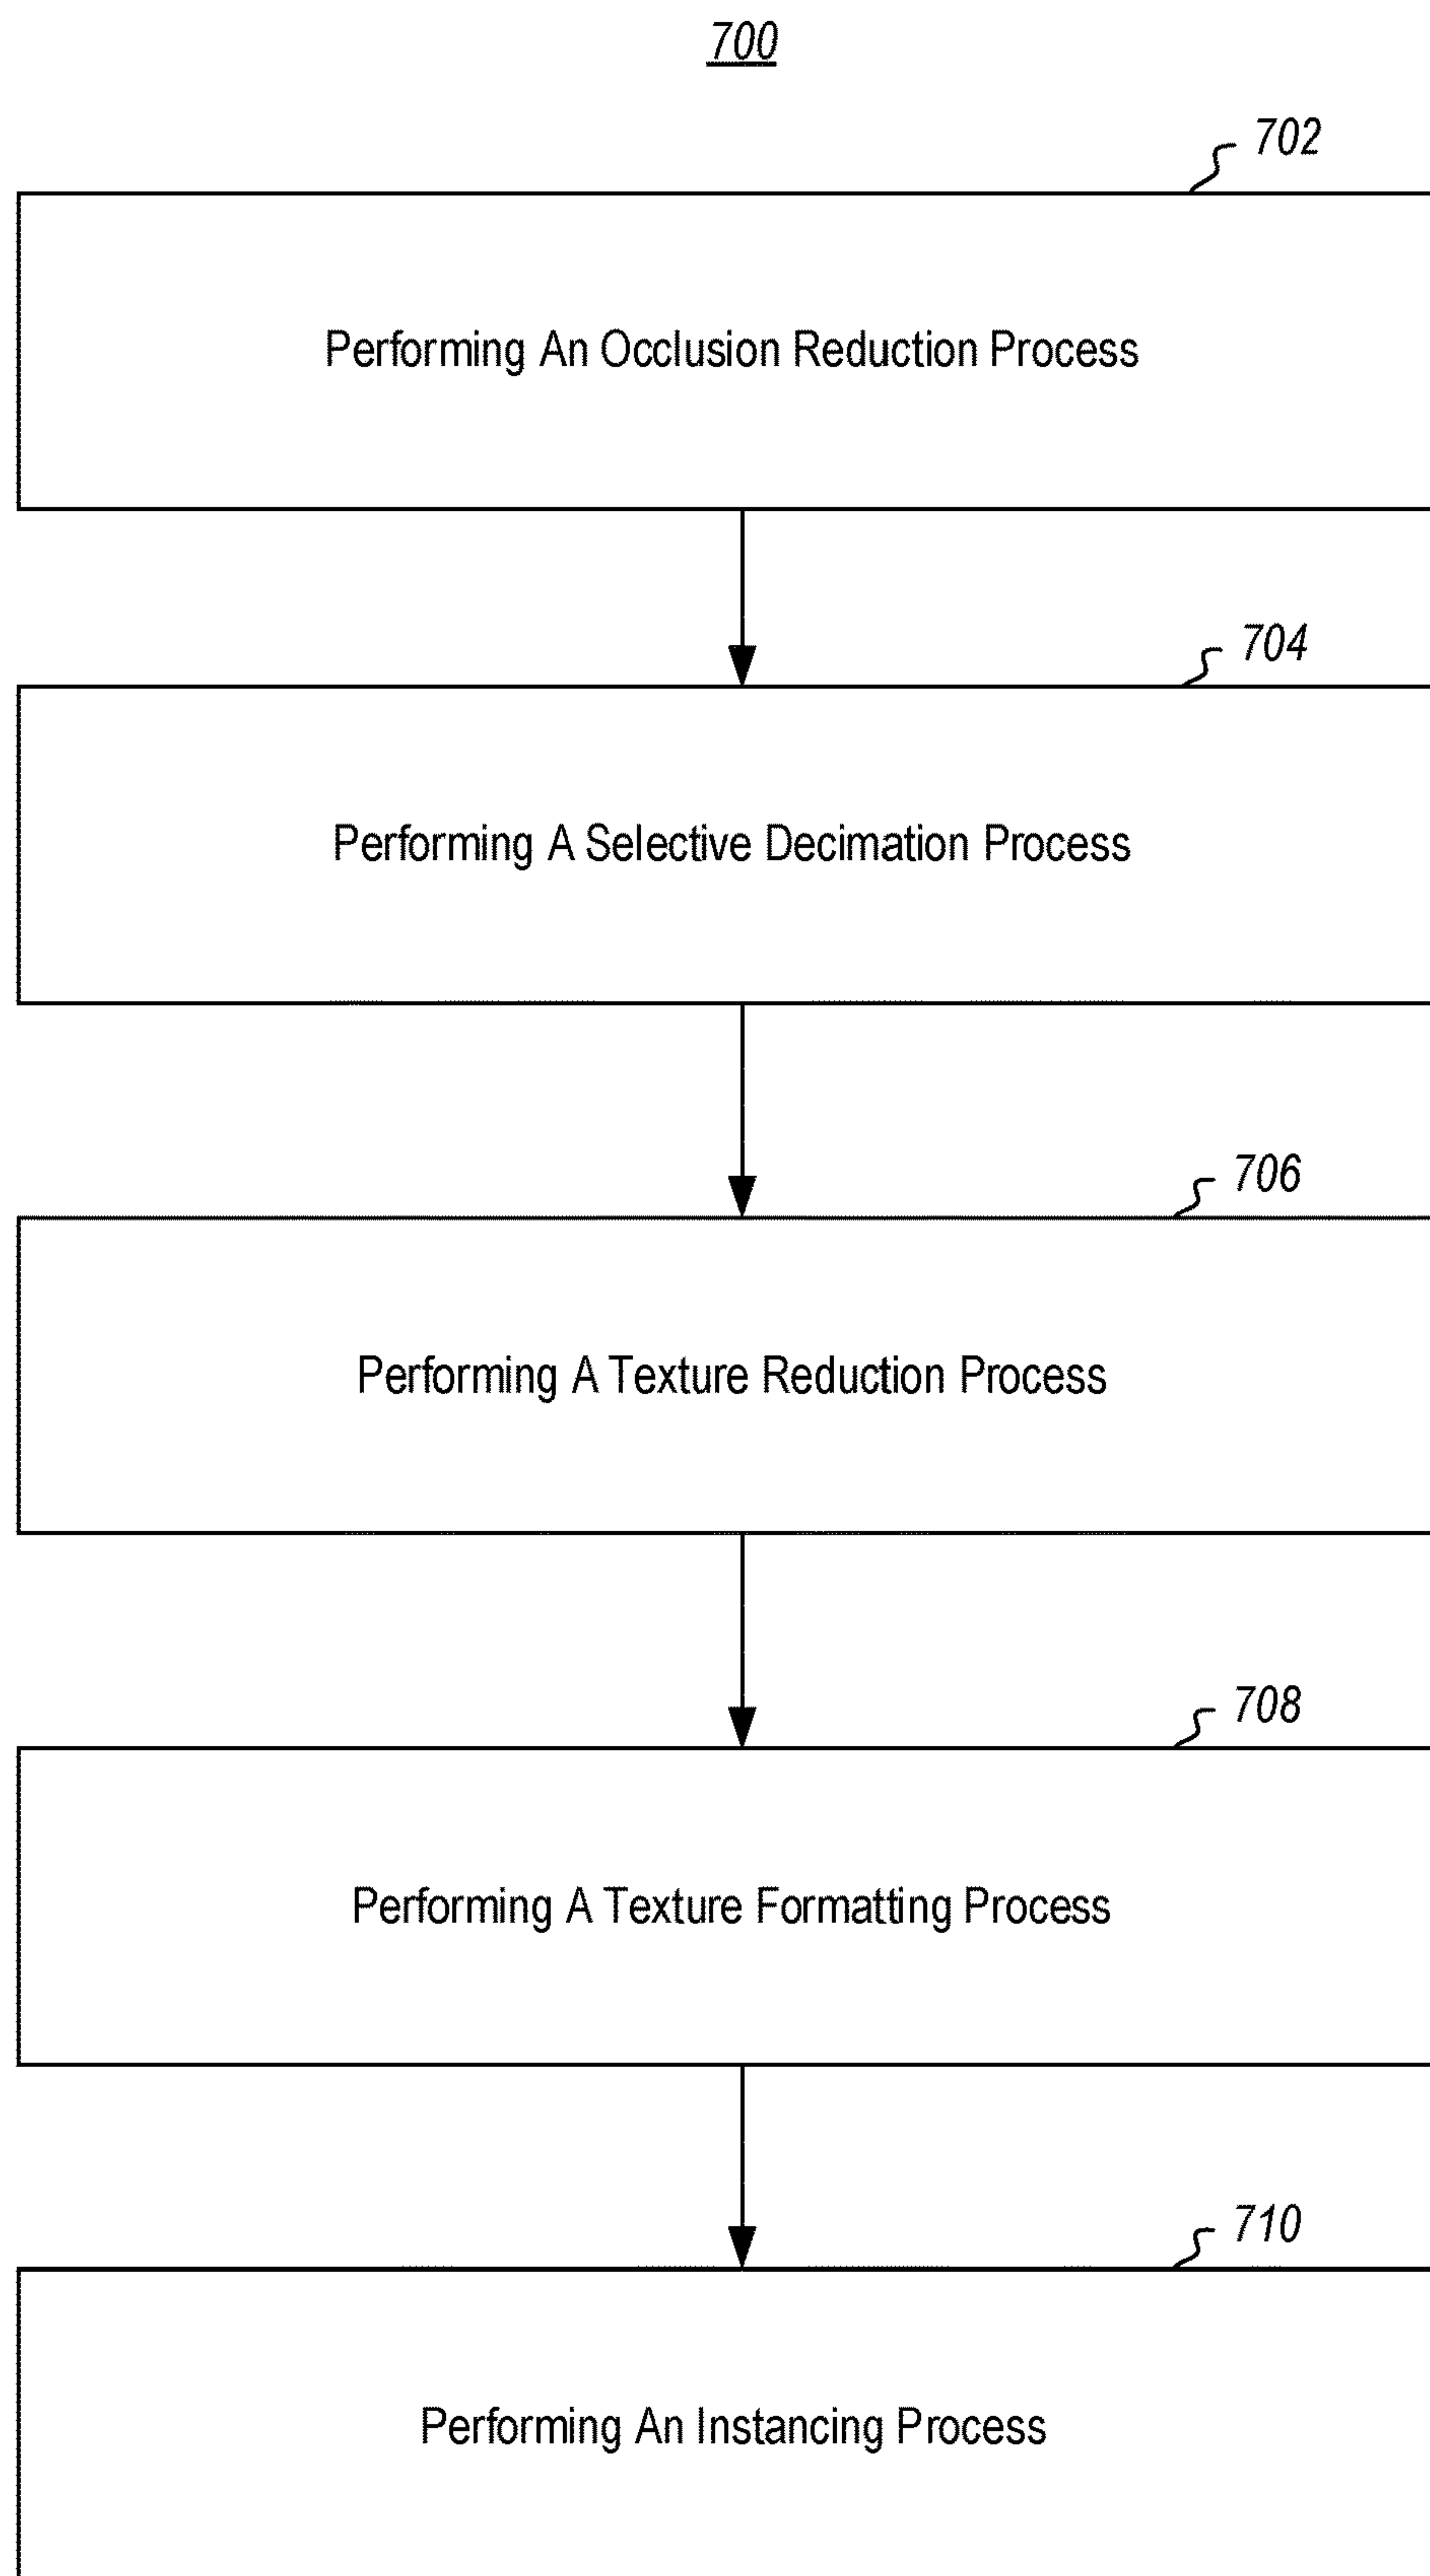 700
702
Performing An Occlusion Reduction Process
704
Performing A Selective Decimation Process
706
Performing A Texture Reduction Process
708
Performing A Texture Formatting Process
710
Performing An Instancing Process